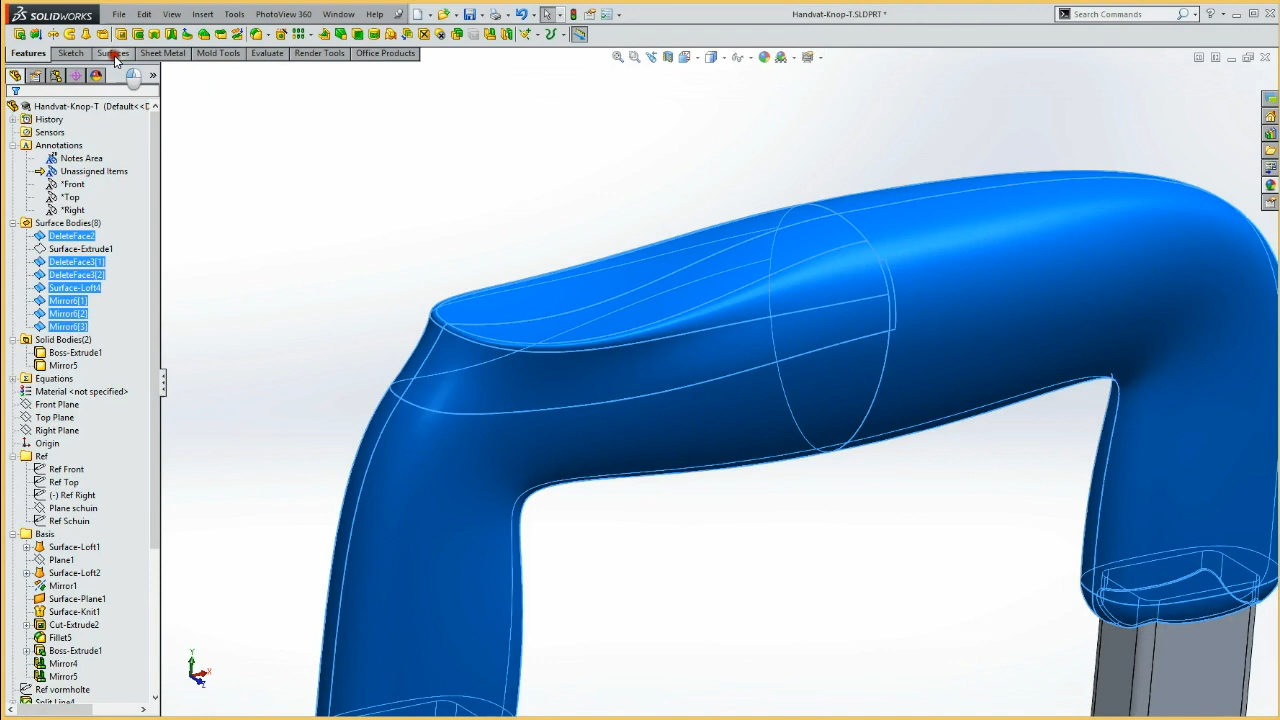 SOLIDWORKS File Edit View Insert Tools PhotoView 360 Window Help Handvat-Knop-T.SLDPRT * Search Commands
Features Sketch Surfaces Sheet Metal Mold Tools Evaluate Render Tools Office Products
Handvat-Knop-T (Default<<D
History
Sensors
Annotations
Notes Area
Unassigned Items
*Front
*Top
*Right
Surface Bodies(8)
DeleteFace2
Surface-Extrude1
DeleteFace3[1]
DeleteFace3[2]
Surface-Loft4
Mirror6[1]
Mirror6[2]
Mirror6[3]
Solid Bodies(2)
Boss-Extrude1
Mirror5
Equations
Material <not specified>
Front Plane
Top Plane
Right Plane
Origin
Ref
Ref Front
Ref Top
(-) Ref Right
Plane schuin
Ref Schuin
Basis
Surface-Loft1
Plane1
Surface-Loft2
Mirror1
Surface-Plane1
Surface-Knit1
Cut-Extrude2
Fillet5
Boss-Extrude1
Mirror4
Mirror5
Ref vormholte
Split Line4
Y
X
Z